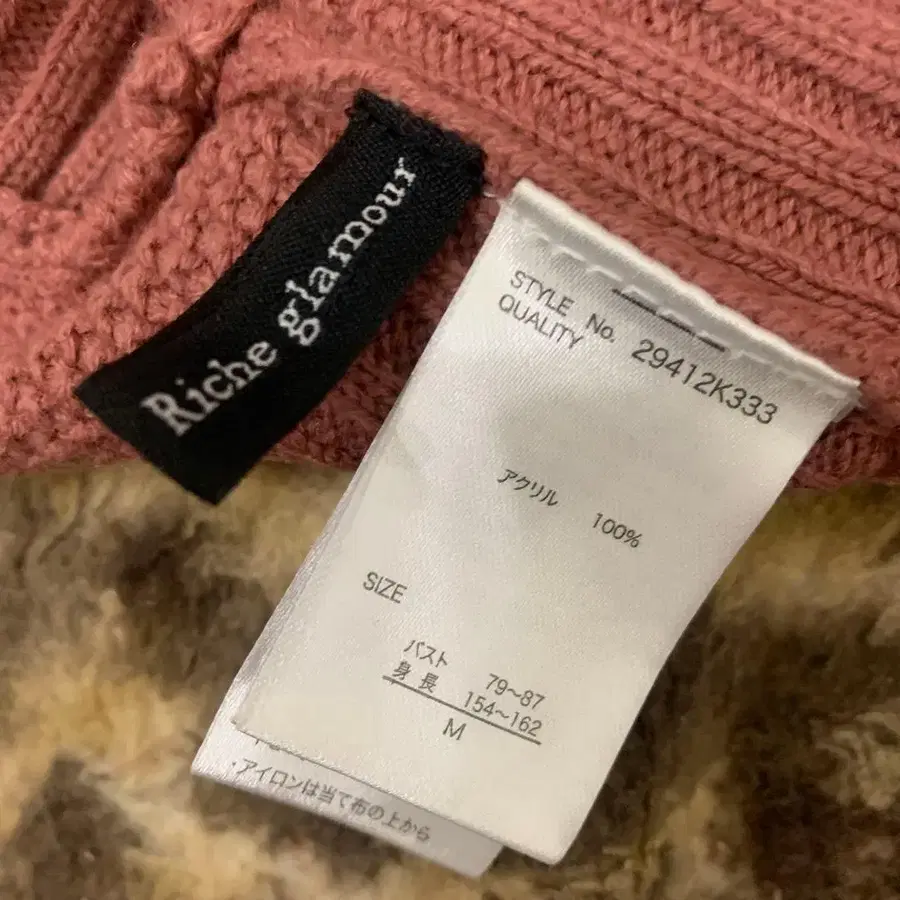 Riche glamour
STYLE No. 29412K333
QUALITY
アクリル 100%
SIZE
バスト 79~87
身長 154~162
M
・アイロンは当て布の上から